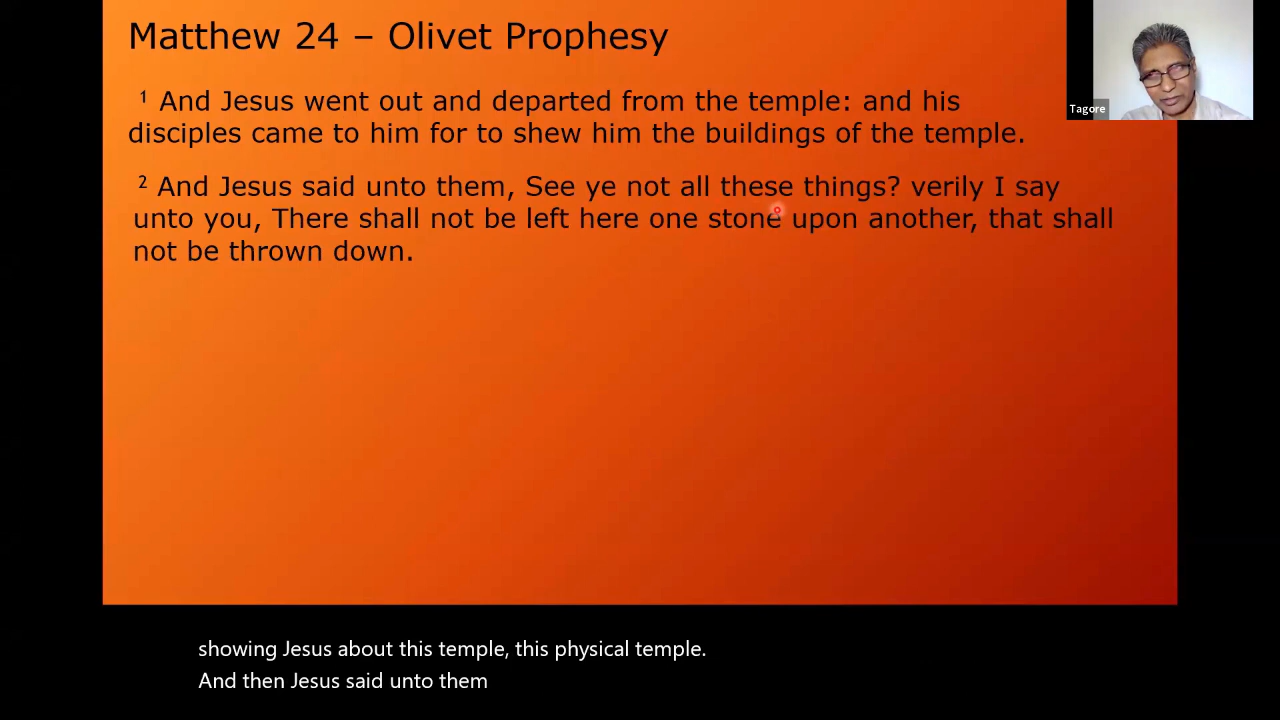 Matthew 24 – Olivet Prophesy
1 And Jesus went out and departed from the temple: and his
disciples came to him for to shew him the buildings of the temple.
2 And Jesus said unto them, See ye not all these things? verily I say
unto you, There shall not be left here one stone upon another, that shall
not be thrown down.
Tagore
showing Jesus about this temple, this physical temple.
And then Jesus said unto them